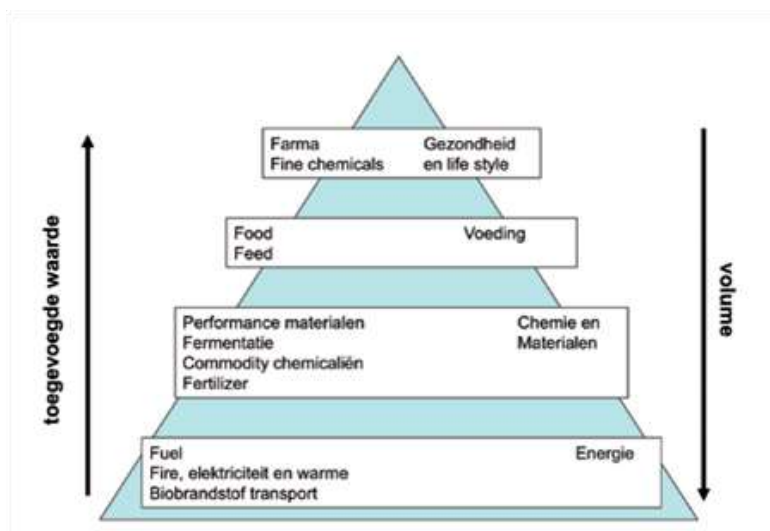 Farma Gezondheid
Fine chemicals en life style
Food Voeding
Feed
Performance materialen Chemie en
Fermentatie Materialen
Commodity chemicaliën
Fertilizer
Fuel Energie
Fire, elektriciteit en warme
Biobrandstof transport
toegevoegde waarde
volume